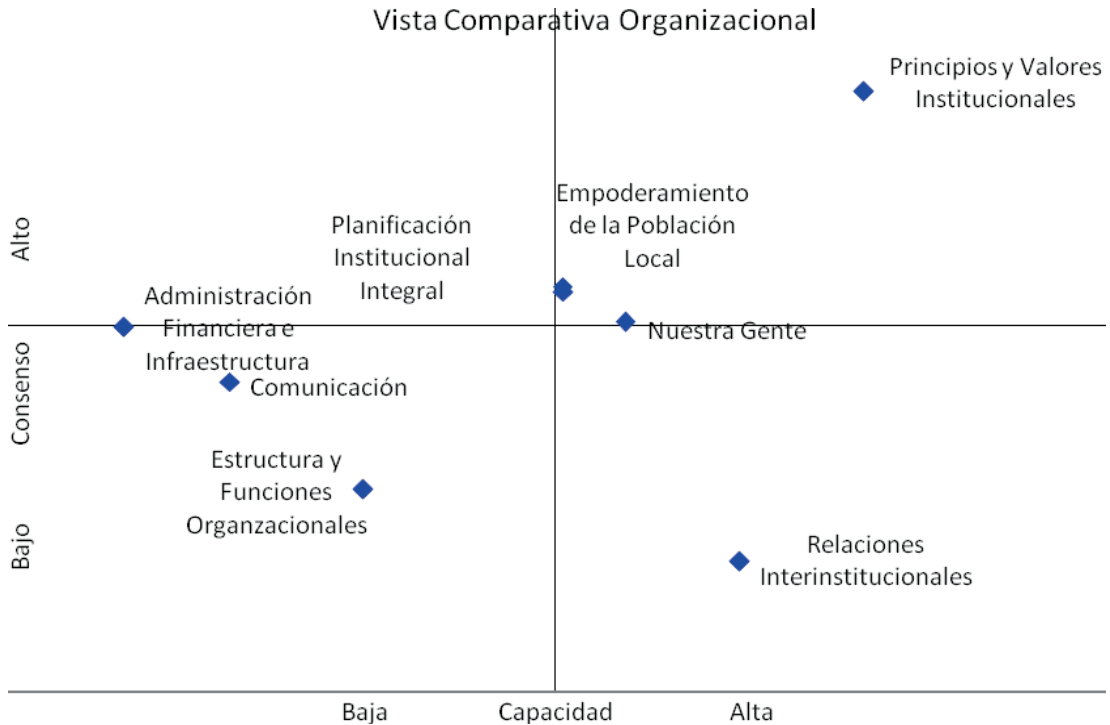 Vista Comparativa Organizacional
Principios y Valores
Institucionales
Empoderamiento
de la Población
Local
Planificación
Institucional
Integral
Administración
Financiera e
Infraestructura
Nuestra Gente
Comunicación
Estructura y
Funciones
Organzacionales
Relaciones
Interinstitucionales
Alto
Consenso
Bajo
Baja
Capacidad
Alta